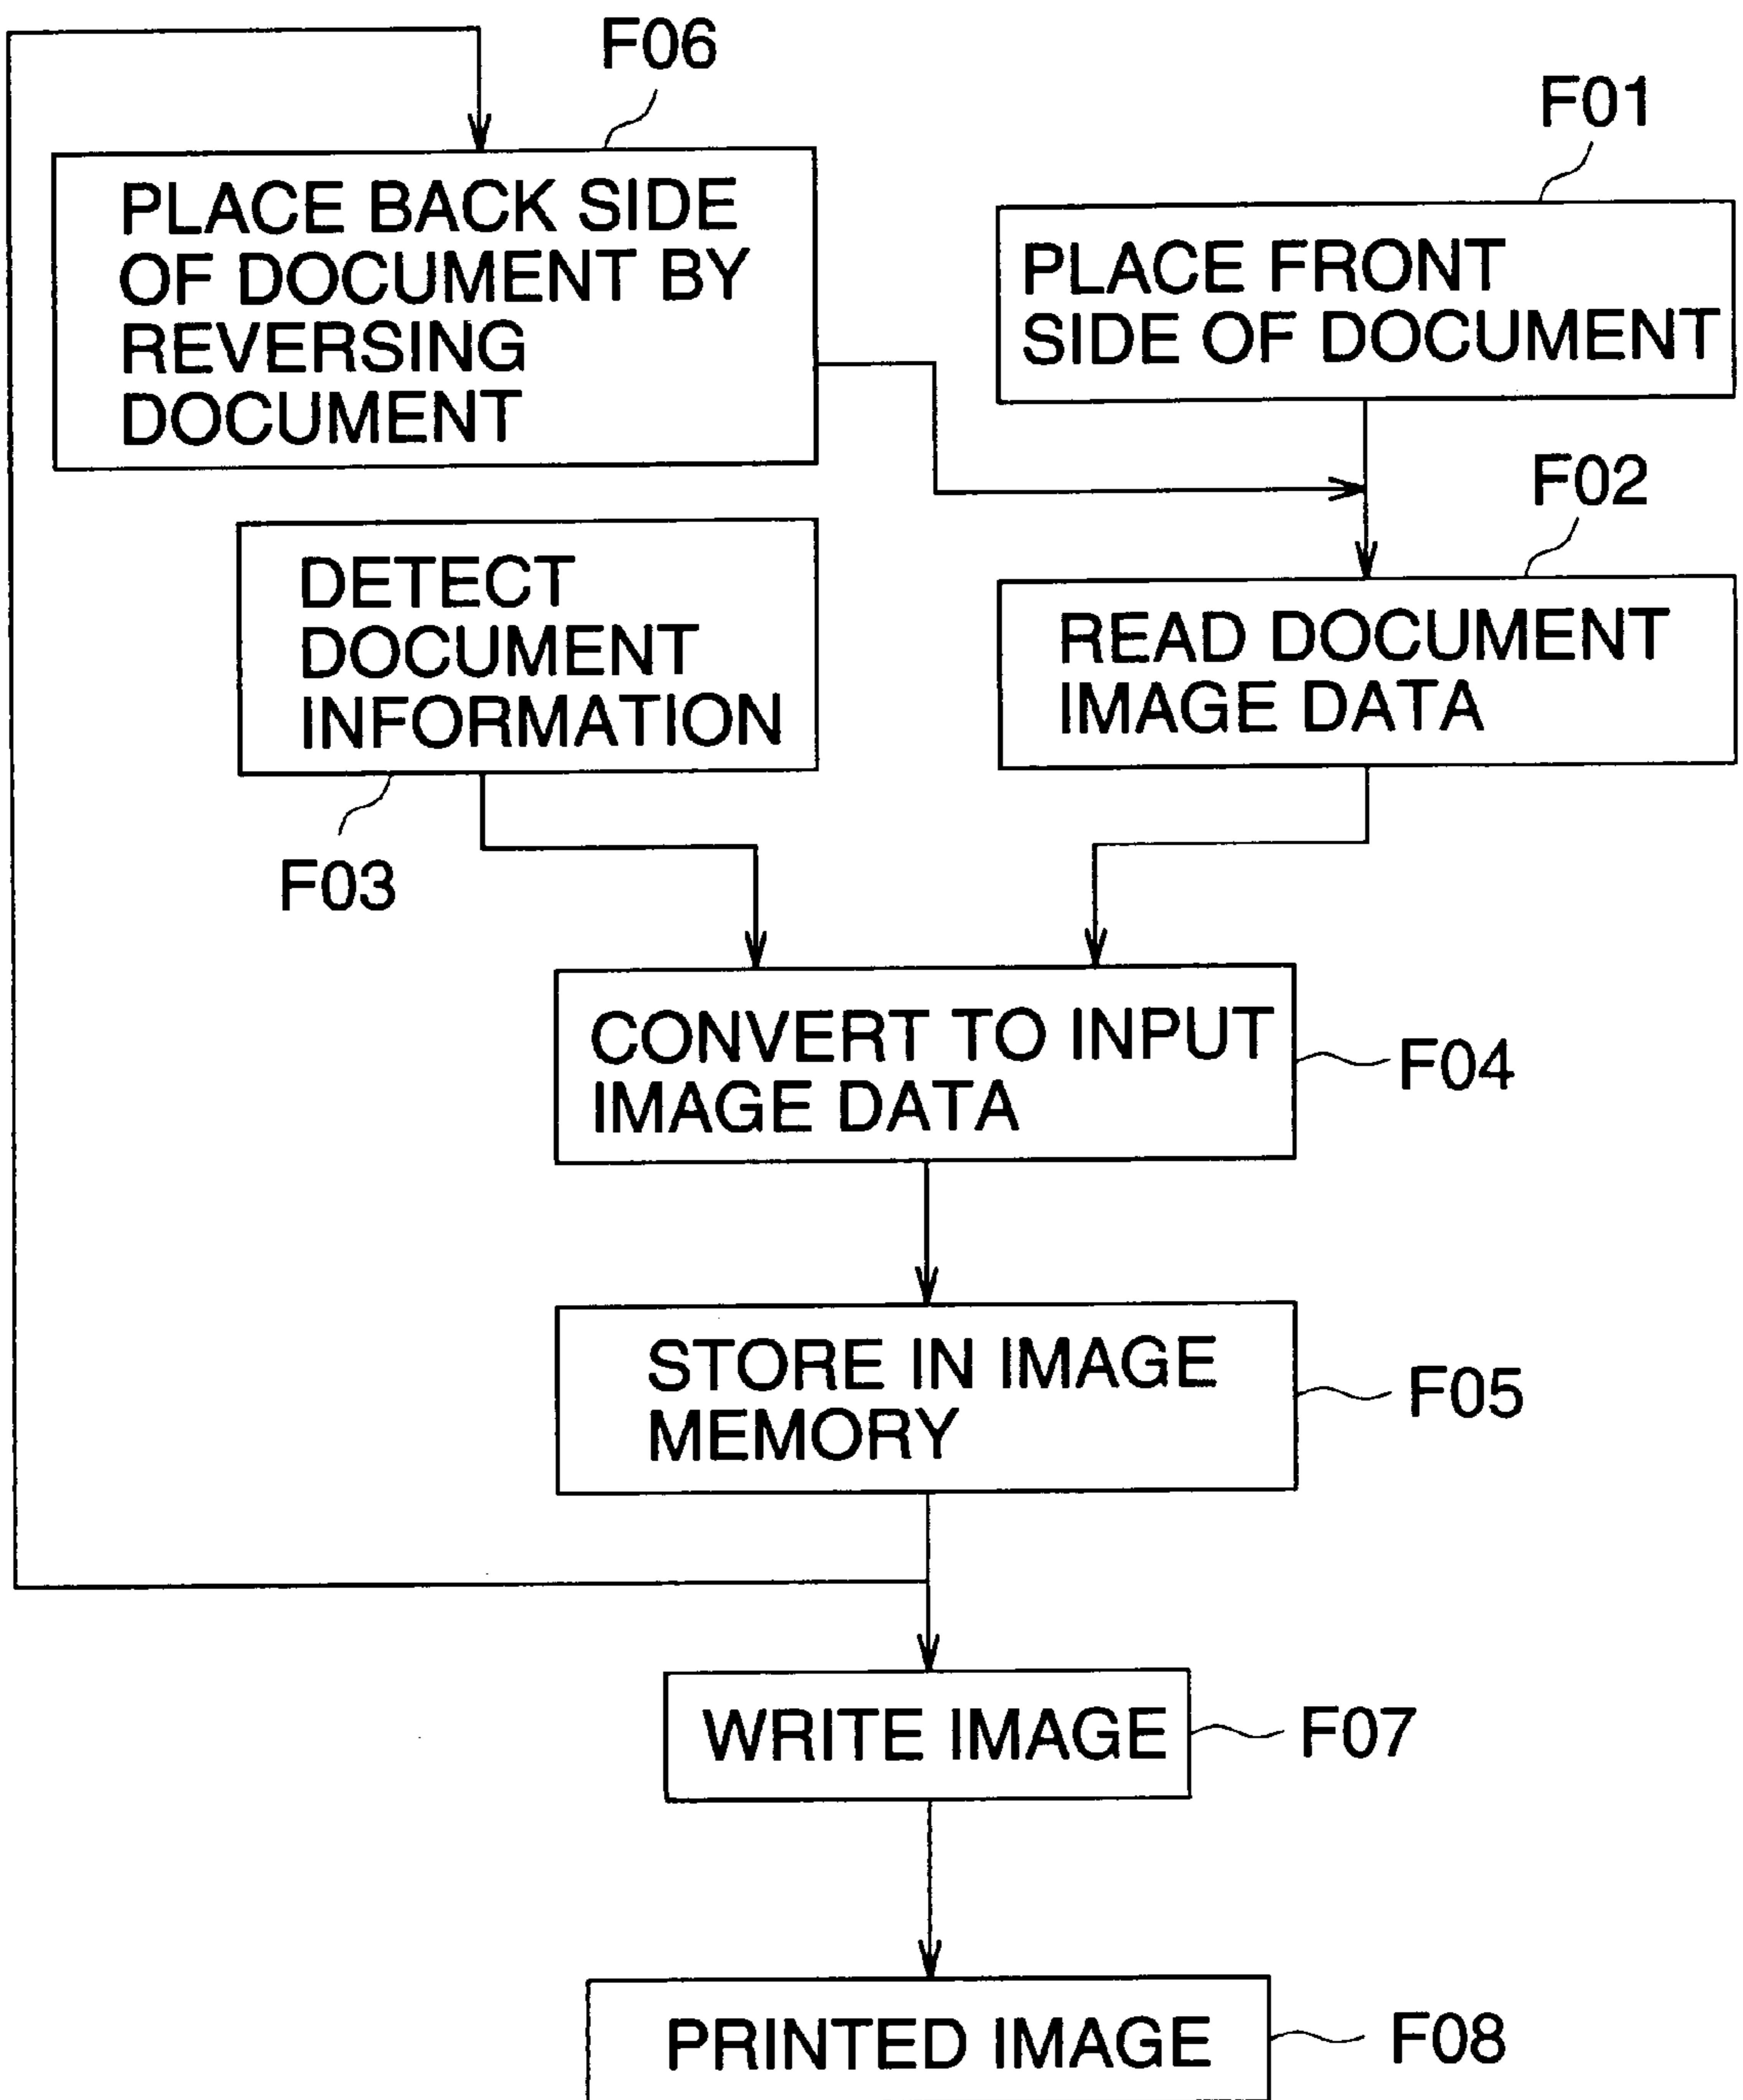 F06
PLACE BACK SIDE
OF DOCUMENT BY
REVERSING
DOCUMENT
F01
PLACE FRONT
SIDE OF DOCUMENT
F02
READ DOCUMENT
IMAGE DATA
DETECT
DOCUMENT
INFORMATION
F03
CONVERT TO INPUT
IMAGE DATA
F04
STORE IN IMAGE
MEMORY
F05
WRITE IMAGE
F07
PRINTED IMAGE
F08